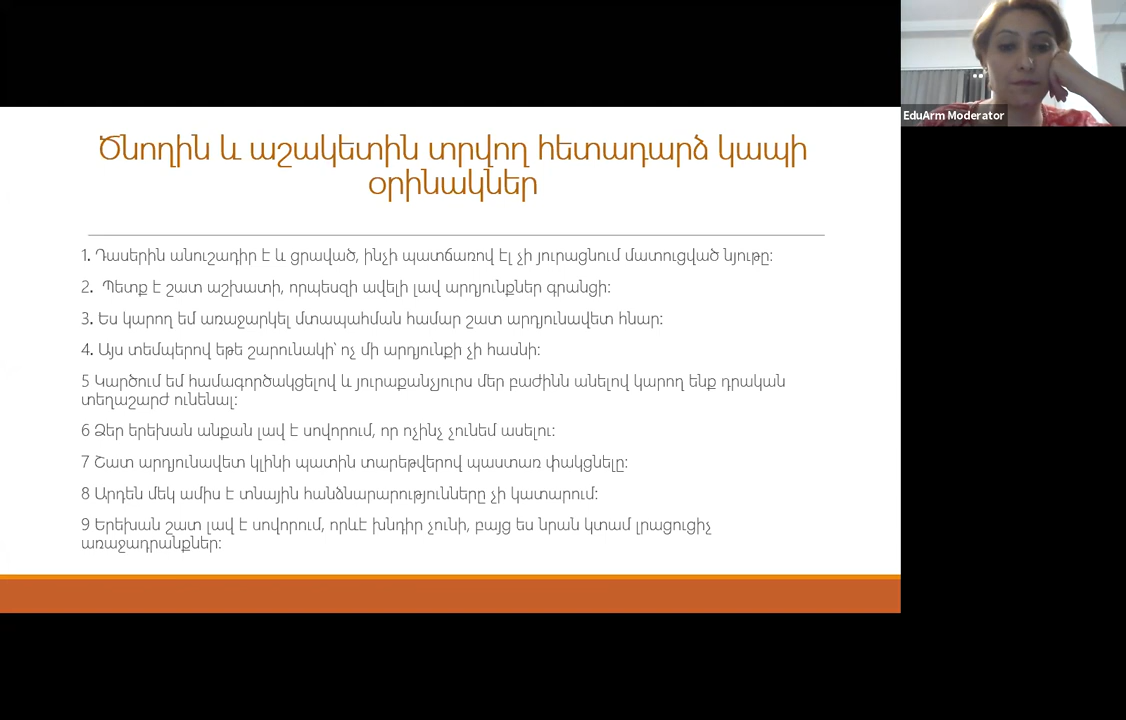 Ծնողին և աշակետին տրվող հետադարձ կապի
օրինակներ
1. Դասերին անուշադիր է և ցրաված, ինչի պատճառով էլ չի յուրացնում մատուցված նյութը:
2. Պետք է շատ աշխատի, որպեսզի ավելի լավ արդյունքներ գրանցի:
3. Ես կարող եմ առաջարկել մտապահման համար շատ արդյունավետ հնար:
4. Այս տեմպերով եթե շարունակի՝ ոչ մի արդյունքի չի հասնի:
5 Կարծում եմ համագործակցելով և յուրաքանչյուրս մեր բաժինն անելով կարող ենք դրական
տեղաշարժ ունենալ:
6 Ձեր երեխան անքան լավ է սովորում, որ ոչինչ չունեմ ասելու:
7 Շատ արդյունավետ կլինի պատին տարեթվերով պաստառ փակցնելը:
8 Արդեն մեկ ամիս է տնային հանձնարարությունները չի կատարում:
9 Երեխան շատ լավ է սովորում, որևէ խնդիր չունի, բայց ես նրան կտամ լրացուցիչ
առաջադրանքներ:
EduArm Moderator